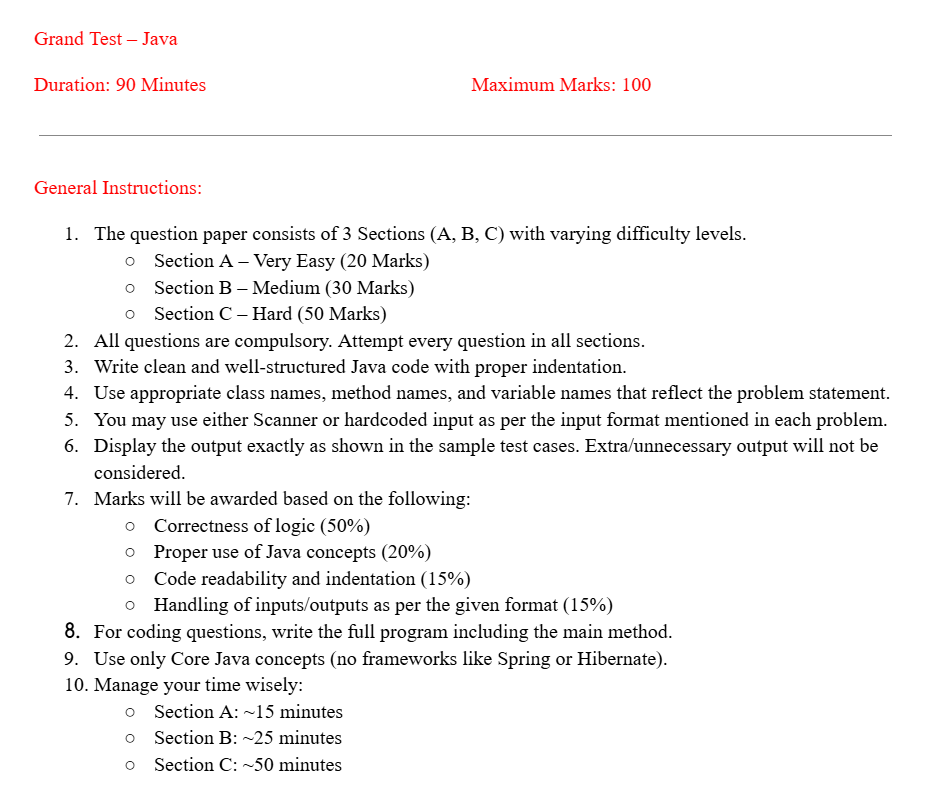 Grand Test – Java
Duration: 90 Minutes Maximum Marks: 100
General Instructions:
1. The question paper consists of 3 Sections (A, B, C) with varying difficulty levels.
○ Section A – Very Easy (20 Marks)
○ Section B – Medium (30 Marks)
○ Section C – Hard (50 Marks)
2. All questions are compulsory. Attempt every question in all sections.
3. Write clean and well-structured Java code with proper indentation.
4. Use appropriate class names, method names, and variable names that reflect the problem statement.
5. You may use either Scanner or hardcoded input as per the input format mentioned in each problem.
6. Display the output exactly as shown in the sample test cases. Extra/unnecessary output will not be
considered.
7. Marks will be awarded based on the following:
○ Correctness of logic (50%)
○ Proper use of Java concepts (20%)
○ Code readability and indentation (15%)
○ Handling of inputs/outputs as per the given format (15%)
8. For coding questions, write the full program including the main method.
9. Use only Core Java concepts (no frameworks like Spring or Hibernate).
10. Manage your time wisely:
○ Section A: ~15 minutes
○ Section B: ~25 minutes
○ Section C: ~50 minutes